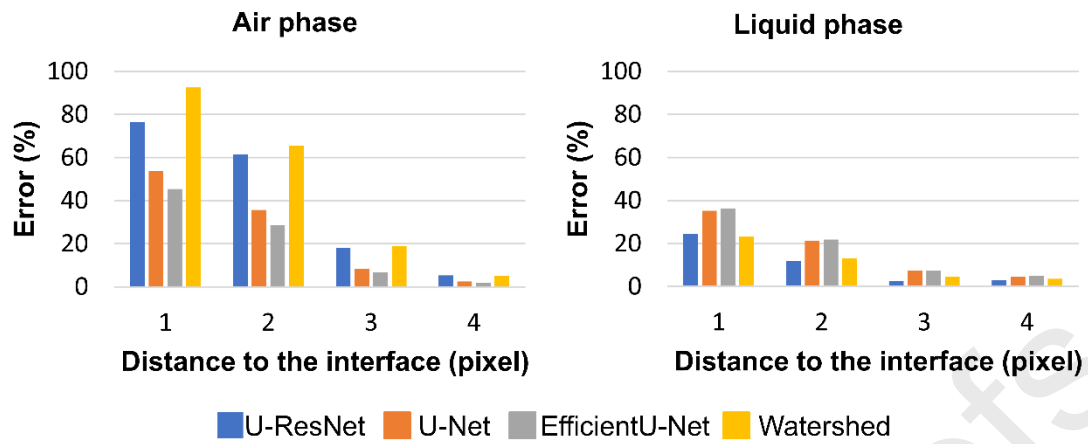 Air phase
Error (%)
100
80
60
40
20
0
1 2 3 4
Distance to the interface (pixel)
Liquid phase
Error (%)
100
80
60
40
20
0
1 2 3 4
Distance to the interface (pixel)
U-ResNet U-Net EfficientU-Net Watershed